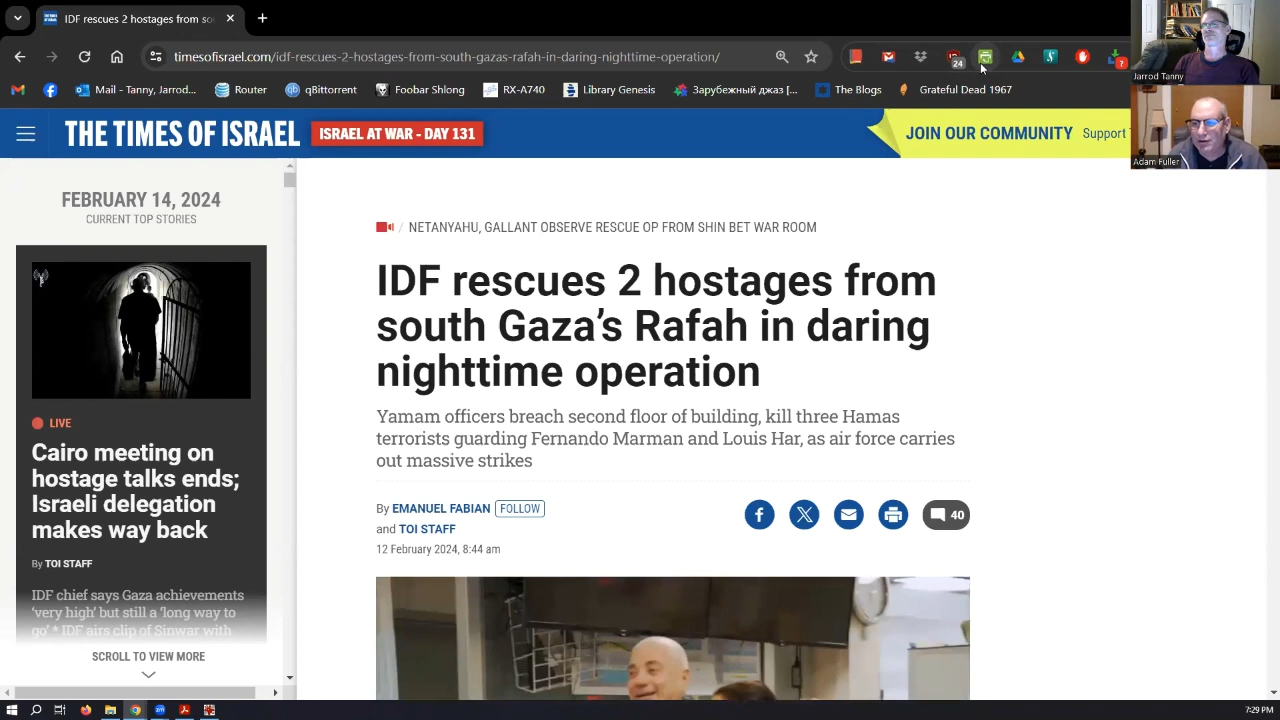 IDF rescues 2 hostages from so
timesofisrael.com/idf-rescues-2-hostages-from-south-gazas-rafah-in-daring-nighttime-operation/
24
?
Mail - Tanny, Jarrod...
Router
qBittorrent
Foobar Shlong
RX-A740
Library Genesis
Зарубежный джаз [...
The Blogs
Grateful Dead 1967
Jarrod Tanny
Adam Fuller
THE TIMES OF ISRAEL
ISRAEL AT WAR - DAY 131
JOIN OUR COMMUNITY Support
FEBRUARY 14, 2024
CURRENT TOP STORIES
LIVE
Cairo meeting on
hostage talks ends;
Israeli delegation
makes way back
By TOI STAFF
IDF chief says Gaza achievements
‘very high’ but still a ‘long way to
go’ * IDF airs clip of Sinwar with
SCROLL TO VIEW MORE
/ NETANYAHU, GALLANT OBSERVE RESCUE OP FROM SHIN BET WAR ROOM
IDF rescues 2 hostages from
south Gaza’s Rafah in daring
nighttime operation
Yamam officers breach second floor of building, kill three Hamas
terrorists guarding Fernando Marman and Louis Har, as air force carries
out massive strikes
By EMANUEL FABIAN FOLLOW
and TOI STAFF
12 February 2024, 8:44 am
40
7:29 PM